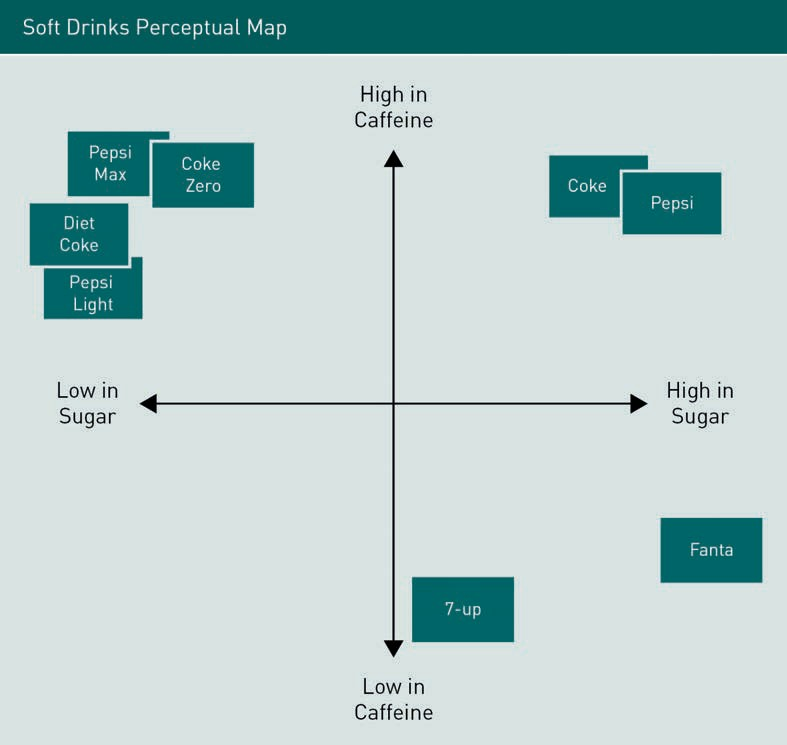 Soft Drinks Perceptual Map
High in
Caffeine
Pepsi
Max
Coke
Zero
Diet
Coke
Pepsi
Light
Coke
Pepsi
Low in
Sugar
High in
Sugar
Fanta
7-up
Low in
Caffeine